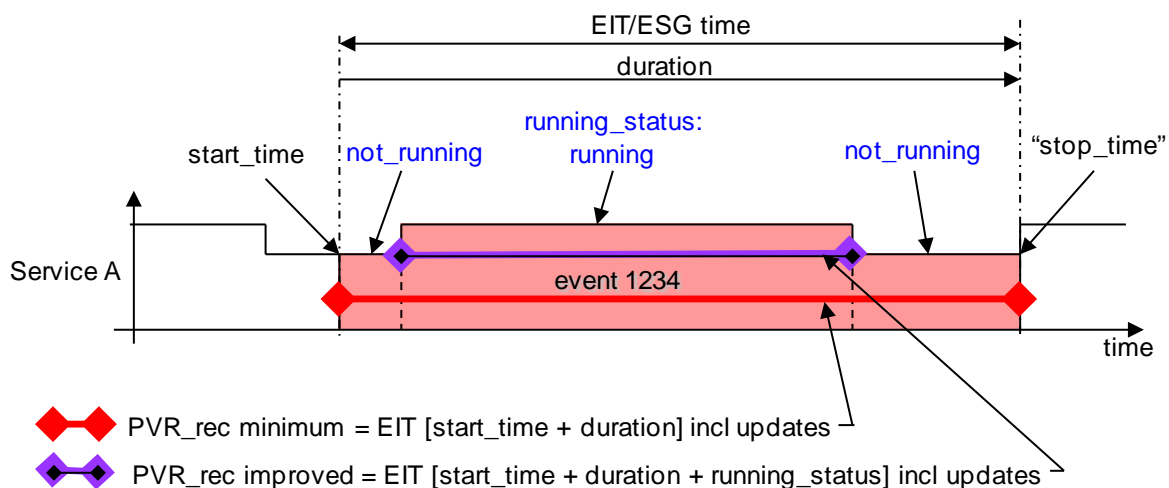 EIT/ESG time
duration
running_status:
running
start_time
not_running
not_running
“stop_time”
Service A
event 1234
time
PVR_rec minimum = EIT [start_time + duration] incl updates
PVR_rec improved = EIT [start_time + duration + running_status] incl updates